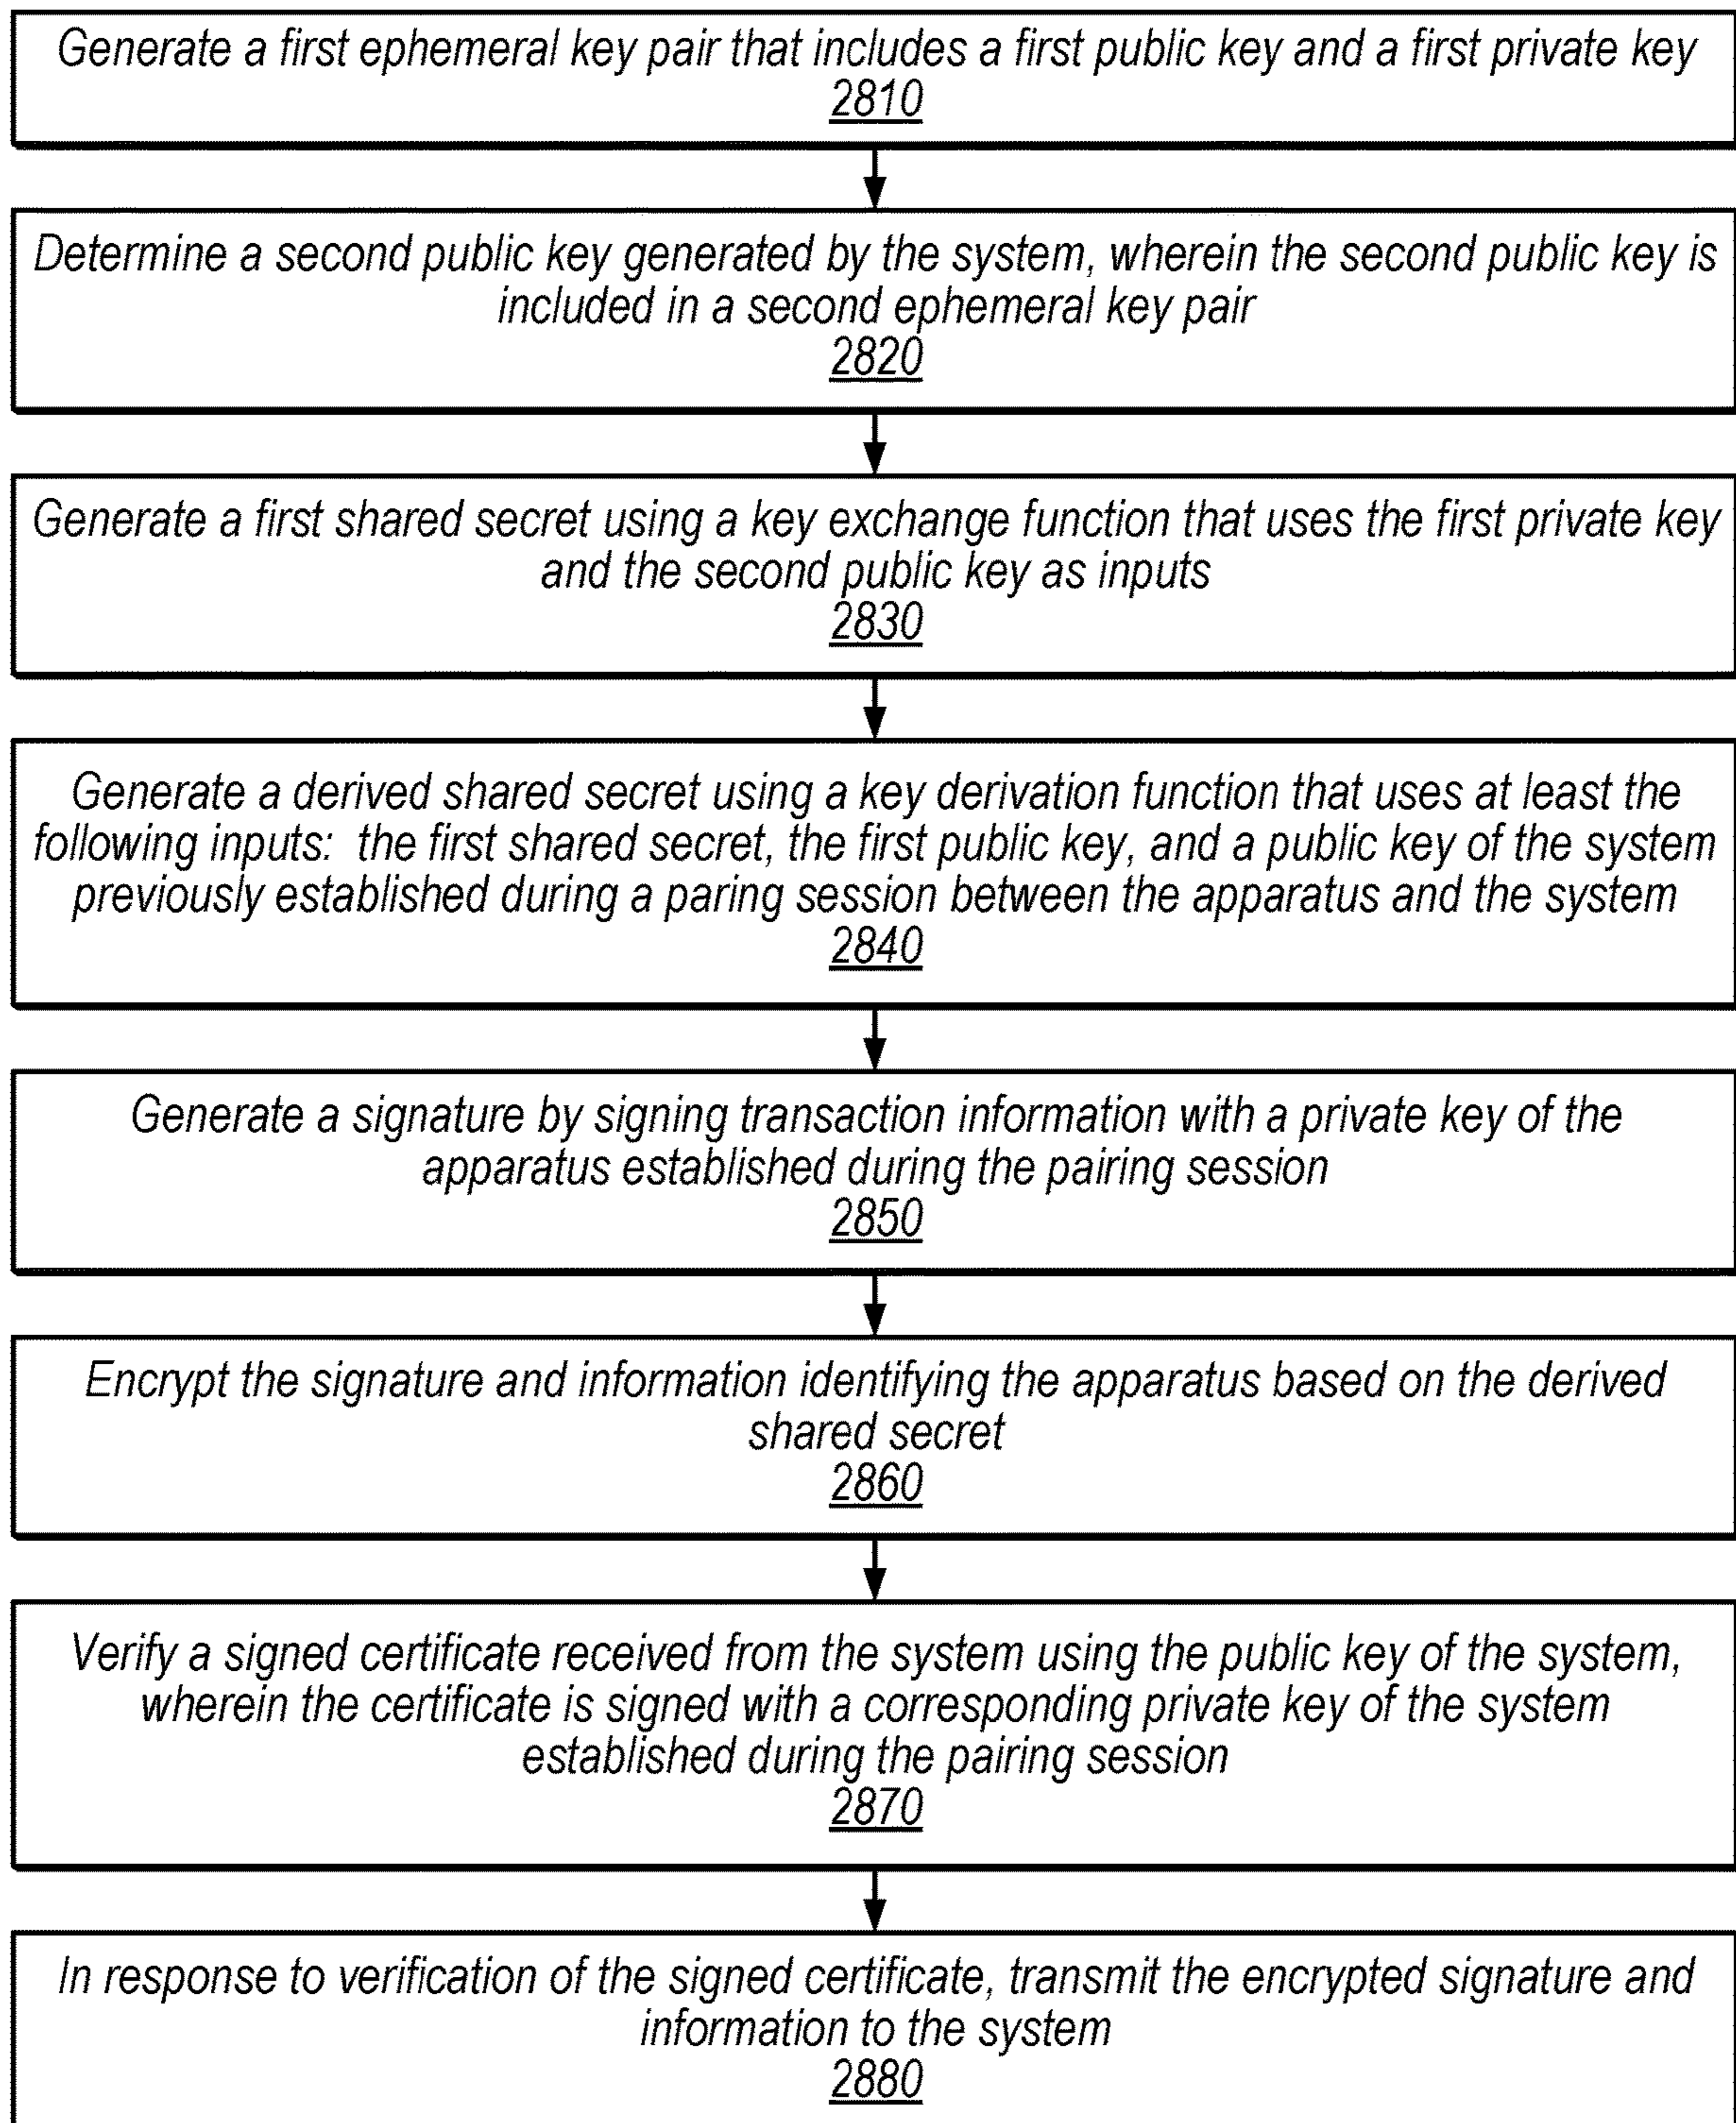 Generate a first ephemeral key pair that includes a first public key and a first private key
2810
Determine a second public key generated by the system, wherein the second public key is
included in a second ephemeral key pair
2820
Generate a first shared secret using a key exchange function that uses the first private key
and the second public key as inputs
2830
Generate a derived shared secret using a key derivation function that uses at least the
following inputs: the first shared secret, the first public key, and a public key of the system
previously established during a paring session between the apparatus and the system
2840
Generate a signature by signing transaction information with a private key of the
apparatus established during the pairing session
2850
Encrypt the signature and information identifying the apparatus based on the derived
shared secret
2860
Verify a signed certificate received from the system using the public key of the system,
wherein the certificate is signed with a corresponding private key of the system
established during the pairing session
2870
In response to verification of the signed certificate, transmit the encrypted signature and
information to the system
2880